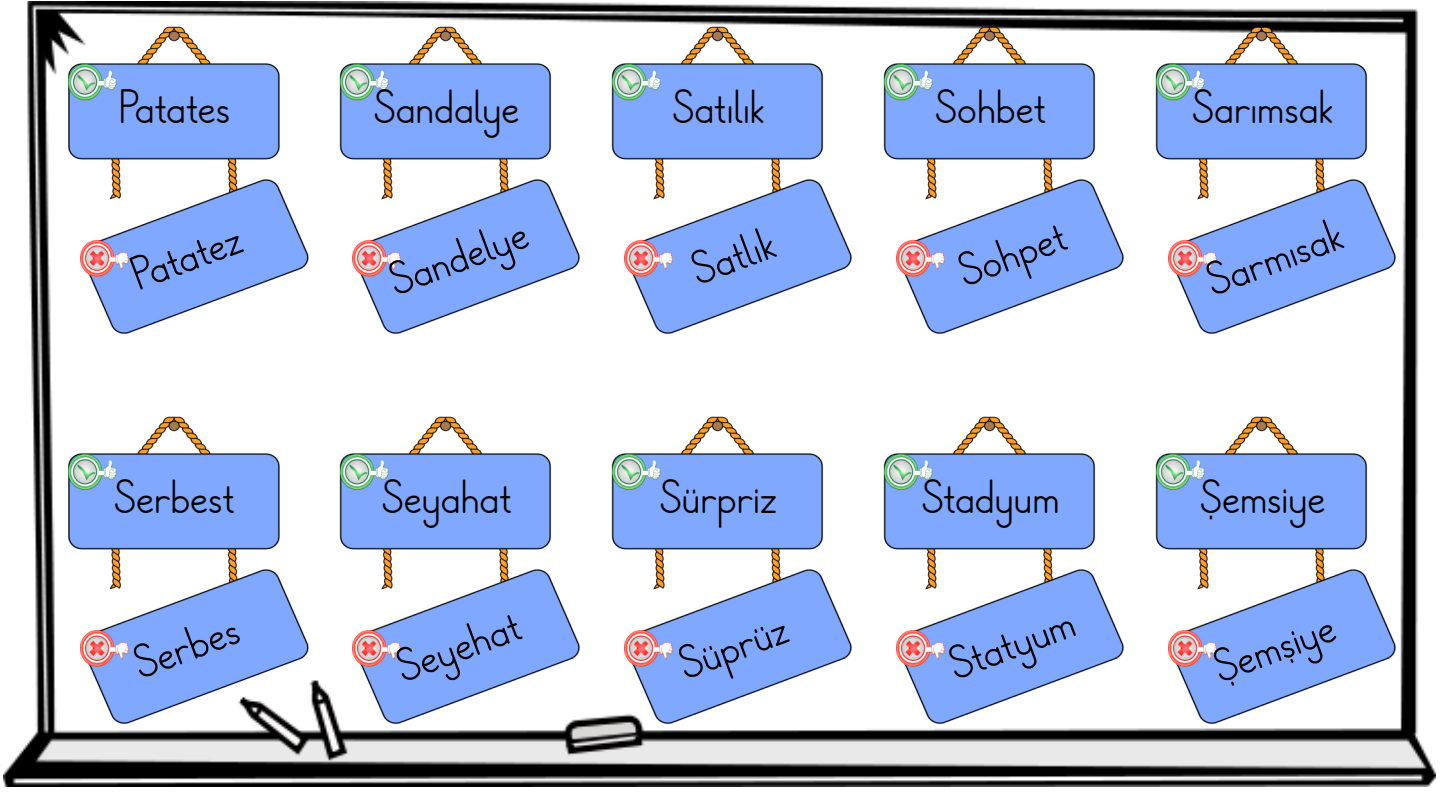 Patates
Sandalye
Satılık
Sohbet
Sarımsak
Patatez
Sandelye
Satlık
Sohpet
Sarmısak
Serbest
Seyahat
Sürpriz
Stadyum
Şemsiye
Serbes
Seyehat
Süprüz
Statyum
Şemşiye